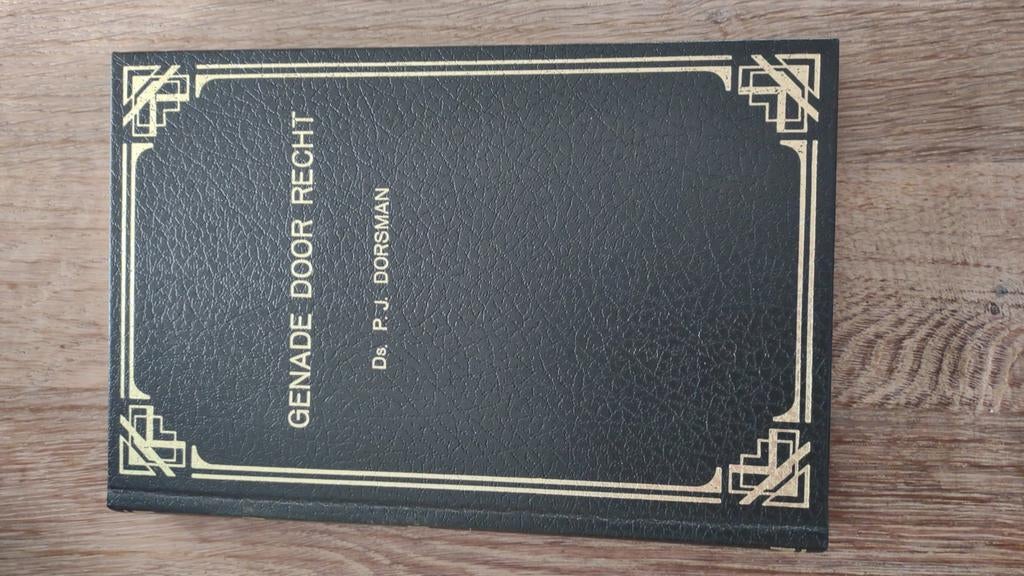 GENADE DOOR RECHT
Ds. P. J. DORSMAN